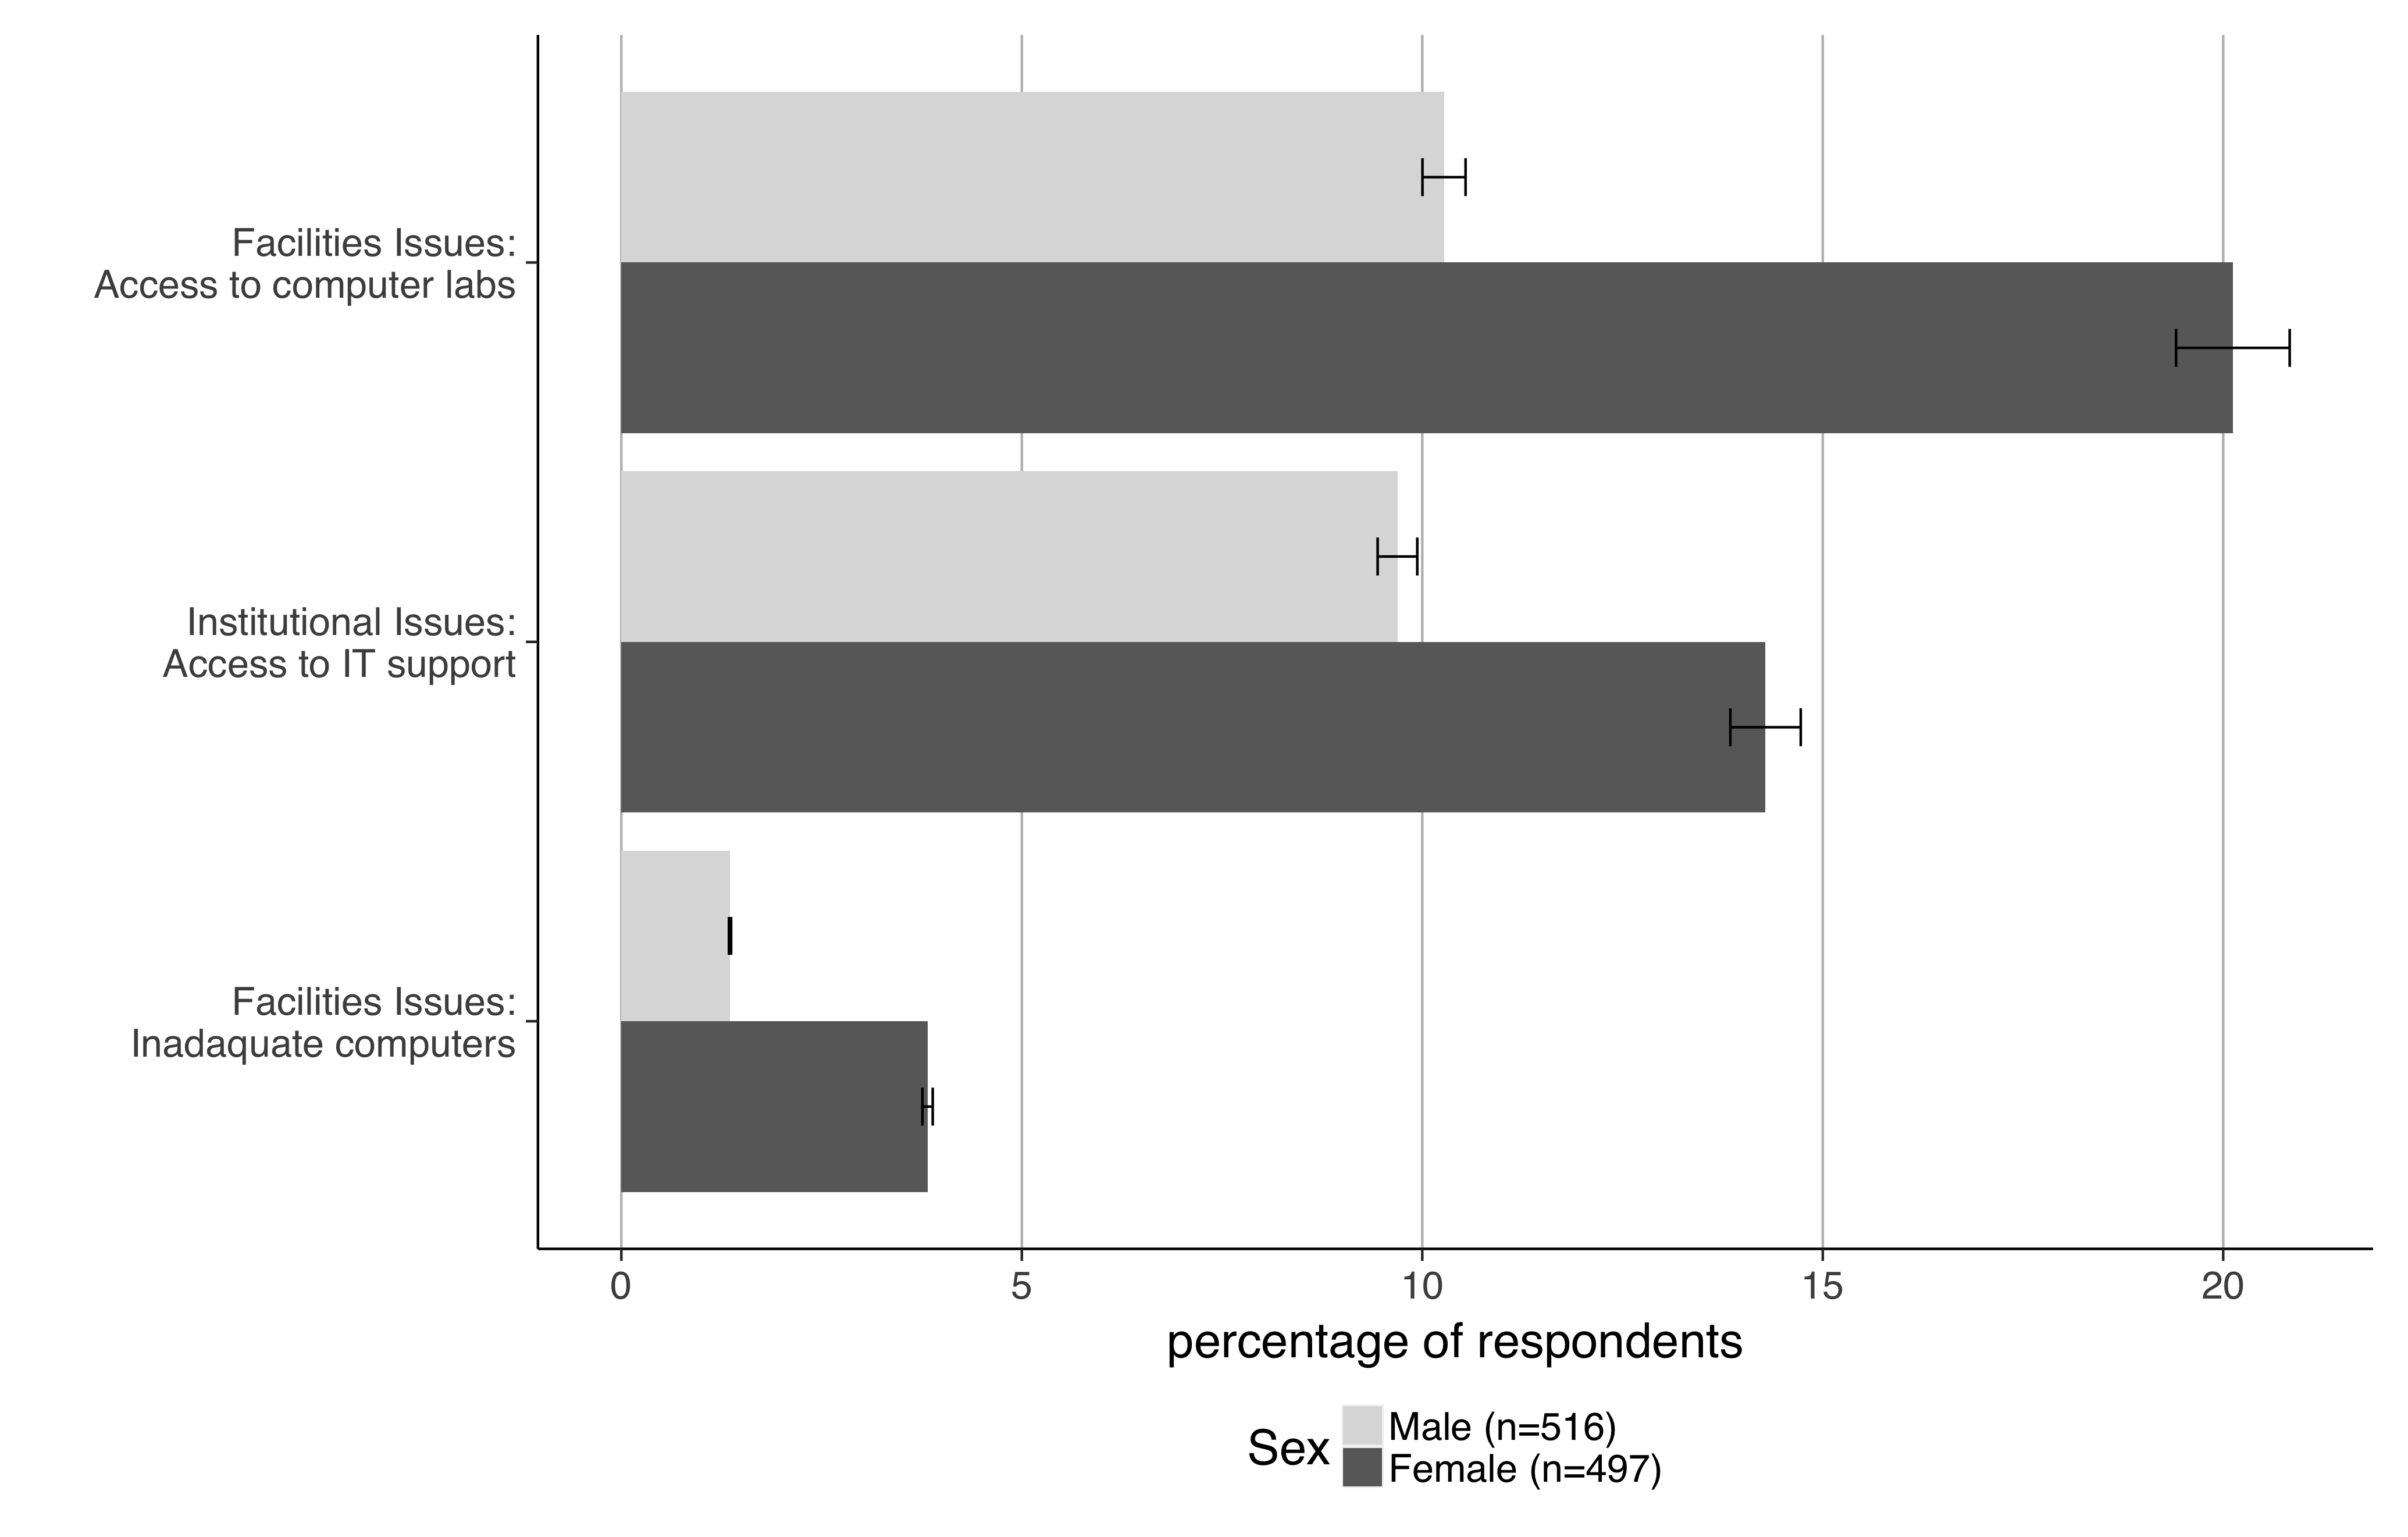 Facilities Issues:
Access to computer labs
Institutional Issues:
Access to IT support
Facilities Issues:
Inadaquate computers
0 5 10 15 20
percentage of respondents
Sex
Male (n=516)
Female (n=497)